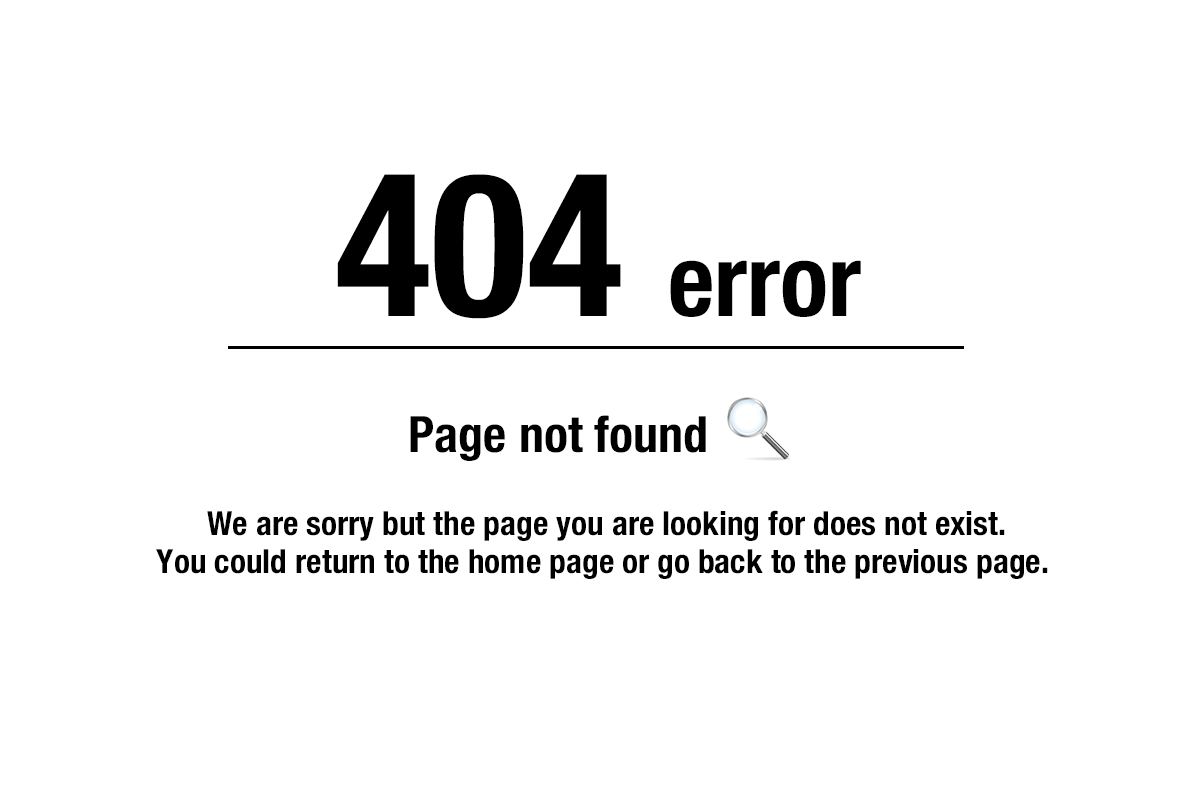 404 error
Page not found
We are sorry but the page you are looking for does not exist.
You could return to the home page or go back to the previous page.